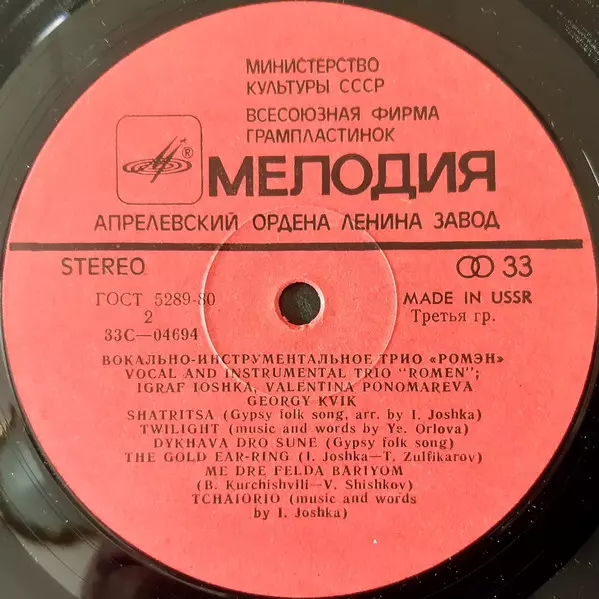 МИНИСТЕРСТВО
КУЛЬТУРЫ СССР
ВСЕСОЮЗНАЯ ФИРМА
ГРАМПЛАСТИНОК
®
МЕЛОДИЯ
АПРЕЛЕВСКИЙ ОРДЕНА ЛЕНИНА ЗАВОД
STEREO 33
ГОСТ 5289-80 MADE IN USSR
2 Третья гр.
33С—04694
ВОКАЛЬНО-ИНСТРУМЕНТАЛЬНОЕ ТРИО «РОМЭН»
VOCAL AND INSTRUMENTAL TRIO "ROMEN";
IGRAF IOSHKA, VALENTINA PONOMAREVA
GEORGY KVIK
SHATRITSA (Gypsy folk song, arr. by I. Joshka)
TWILIGHT (music and words by Ye. Orlova)
DYKHAVA DRO SUNE (Gypsy folk song)
THE GOLD EAR-RING (I. Joshka—T. Zulfikarov)
ME DRE FELDA BARIYOM
(B. Kurchishvili—V. Shishkov)
TCHAIORIO (music and words
by I. Joshka)